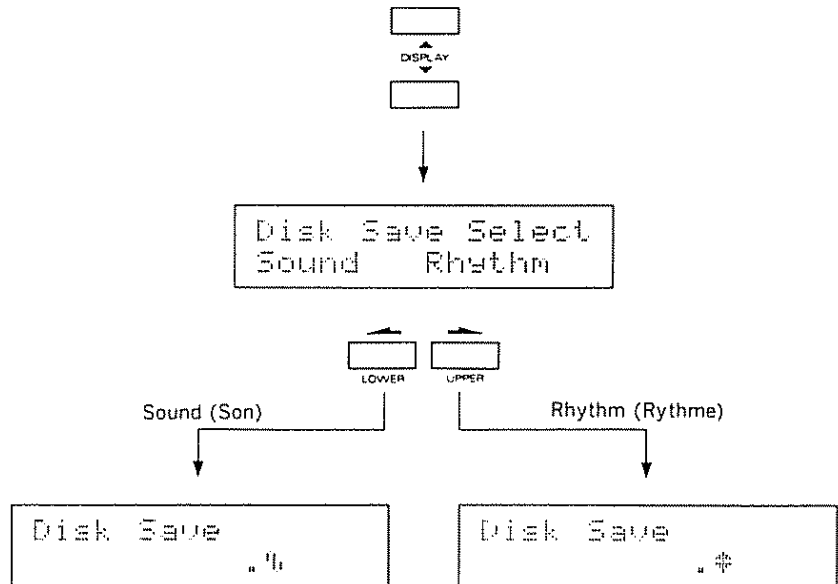 DISPLAY
Disk Save Select
Sound Rhythm
LOWER UPPER
Sound (Son)
Rhythm (Rythme)
Disk Save
Disk Save